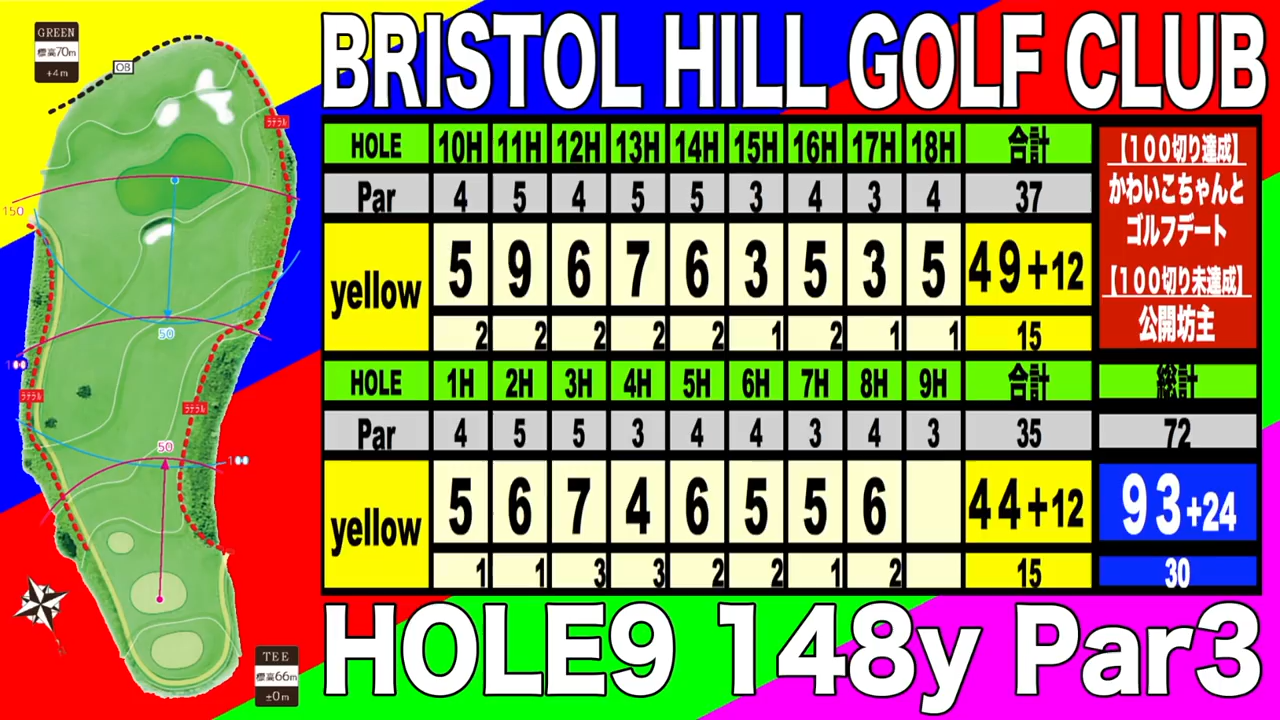 BRISTOL HILL GOLF CLUB
GREEN
標高70m
+4m
OB
ラテラル
150
50
100
ラテラル
ラテラル
50
100
TEE
標高66m
±0m
HOLE 10H 11H 12H 13H 14H 15H 16H 17H 18H 合計
Par 4 5 4 5 5 3 4 3 4 37
yellow 5 9 6 7 6 3 5 3 5 49+12
2 2 2 2 2 1 2 1 1 15
【100切り達成】
かわいこちゃんと
ゴルフデート
【100切り未達成】
公開坊主
HOLE 1H 2H 3H 4H 5H 6H 7H 8H 9H 合計 総計
Par 4 5 5 3 4 4 3 4 3 35 72
yellow 5 6 7 4 6 5 5 6 44+12 93+24
1 1 3 3 2 2 1 2 15 30
HOLE9 148y Par3